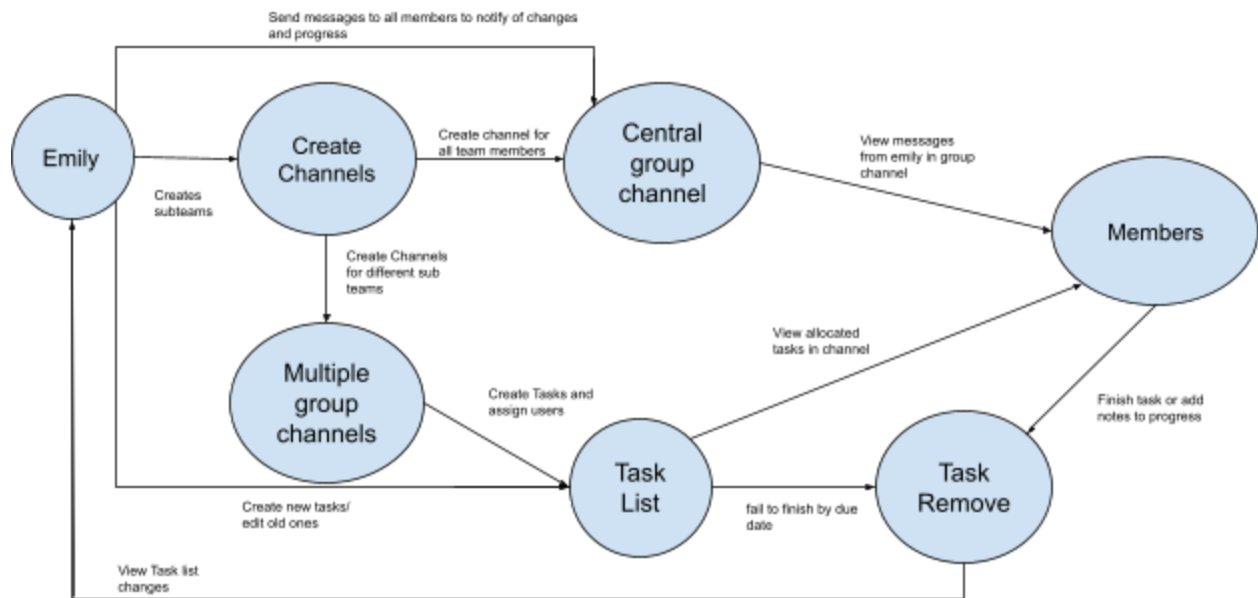 Send messages to all members to notify of changes
and progress
Emily
Creates
subteams
Create
Channels
Create channel for
all team members
Central
group
channel
View messages
from emily in group
channel
Members
Create Channels
for different sub
teams
Multiple
group
channels
Create Tasks and
assign users
View allocated
tasks in channel
Finish task or add
notes to progress
Create new tasks/
edit old ones
Task
List
fail to finish by due
date
Task
Remove
View Task list
changes